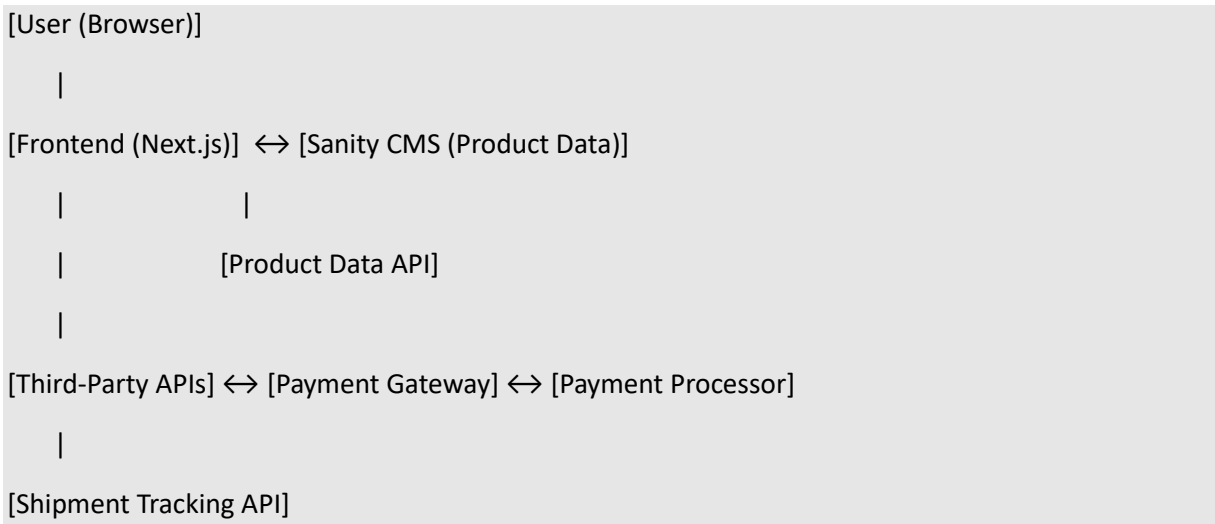 [User (Browser)]
|
[Frontend (Next.js)] ↔ [Sanity CMS (Product Data)]
| |
| [Product Data API]
|
[Third-Party APIs] ↔ [Payment Gateway] ↔ [Payment Processor]
|
[Shipment Tracking API]